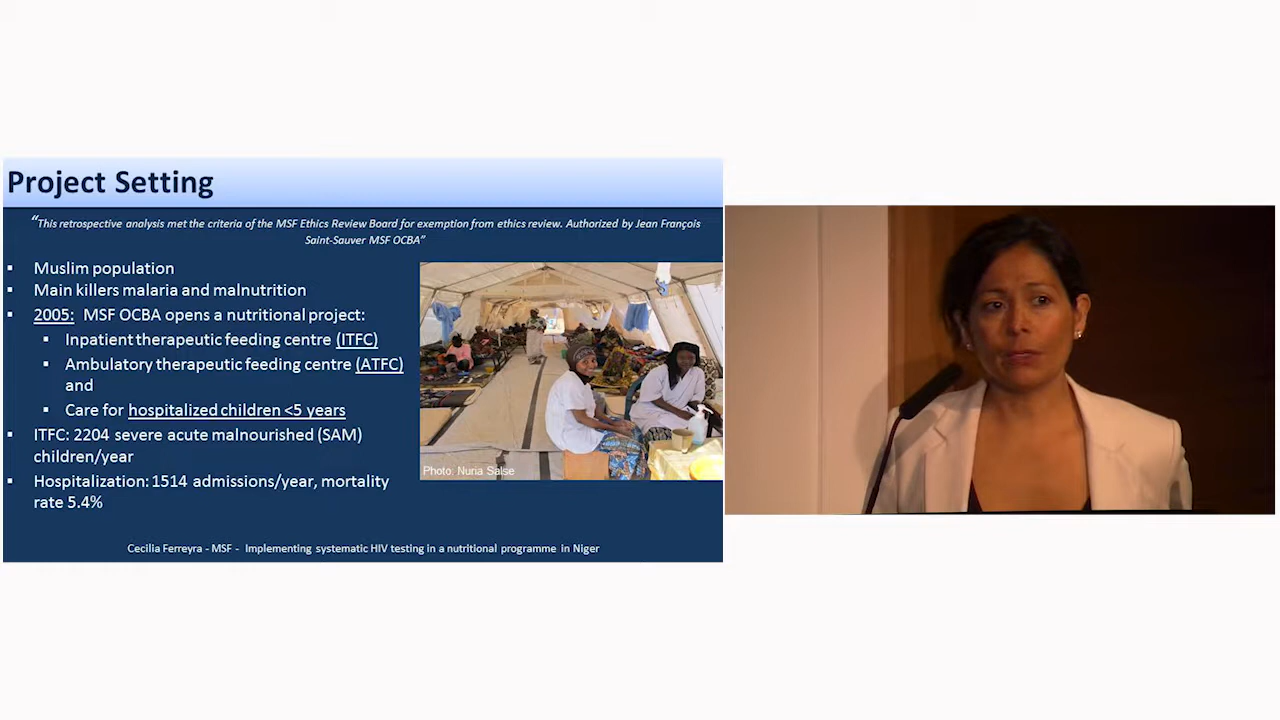 Project Setting
“This retrospective analysis met the criteria of the MSF Ethics Review Board for exemption from ethics review. Authorized by Jean François
Saint-Sauver MSF OCBA”
▪ Muslim population
▪ Main killers malaria and malnutrition
▪ 2005: MSF OCBA opens a nutritional project:
▪ Inpatient therapeutic feeding centre (ITFC)
▪ Ambulatory therapeutic feeding centre (ATFC)
and
▪ Care for hospitalized children <5 years
▪ ITFC: 2204 severe acute malnourished (SAM)
children/year
▪ Hospitalization: 1514 admissions/year, mortality
rate 5.4%
Photo: Nuria Salse
Cecilia Ferreyra - MSF - Implementing systematic HIV testing in a nutritional programme in Niger